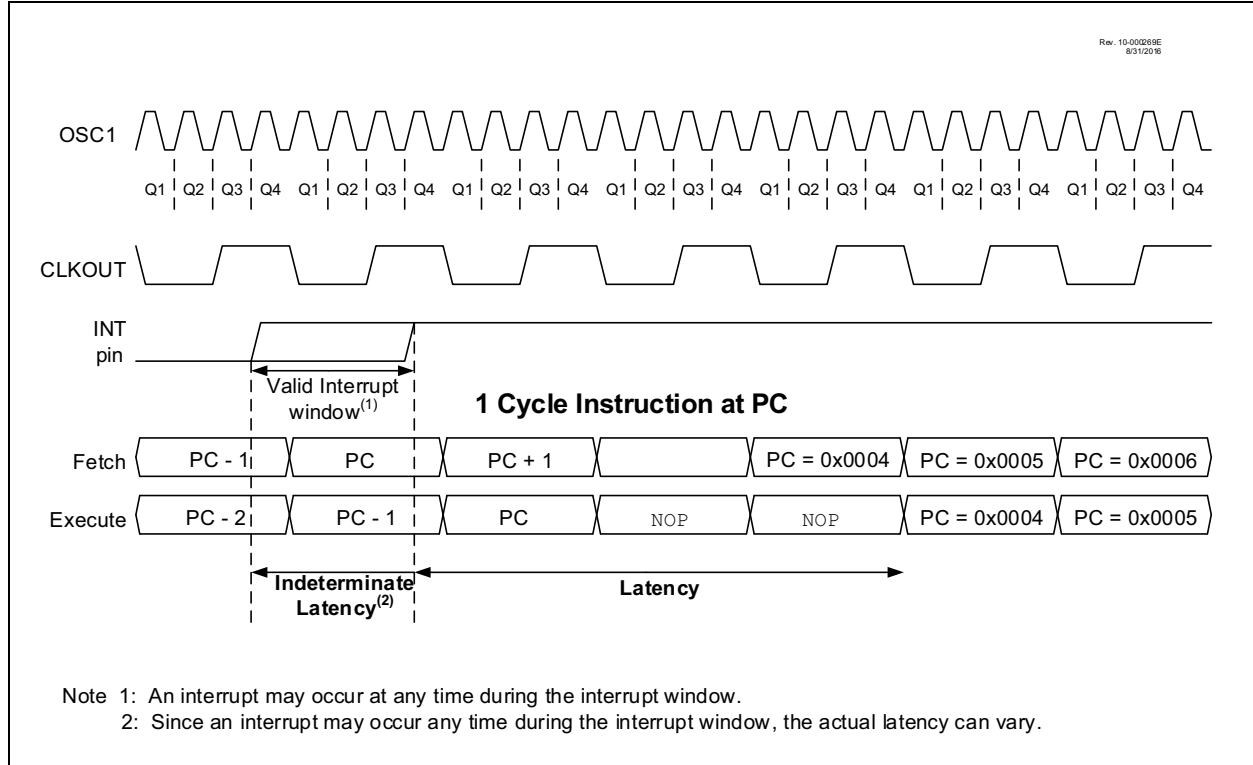 Rev. 10-000269E
8/31/2016
OSC1
Q1 Q2 Q3 Q4 Q1 Q2 Q3 Q4 Q1 Q2 Q3 Q4 Q1 Q2 Q3 Q4 Q1 Q2 Q3 Q4 Q1 Q2 Q3 Q4 Q1 Q2 Q3 Q4
CLKOUT
INT
pin
Valid Interrupt
window(1)
1 Cycle Instruction at PC
Fetch PC - 1 PC PC + 1 PC = 0x0004 PC = 0x0005 PC = 0x0006
Execute PC - 2 PC - 1 PC NOP NOP PC = 0x0004 PC = 0x0005
Indeterminate
Latency(2)
Latency
Note 1: An interrupt may occur at any time during the interrupt window.
2: Since an interrupt may occur any time during the interrupt window, the actual latency can vary.